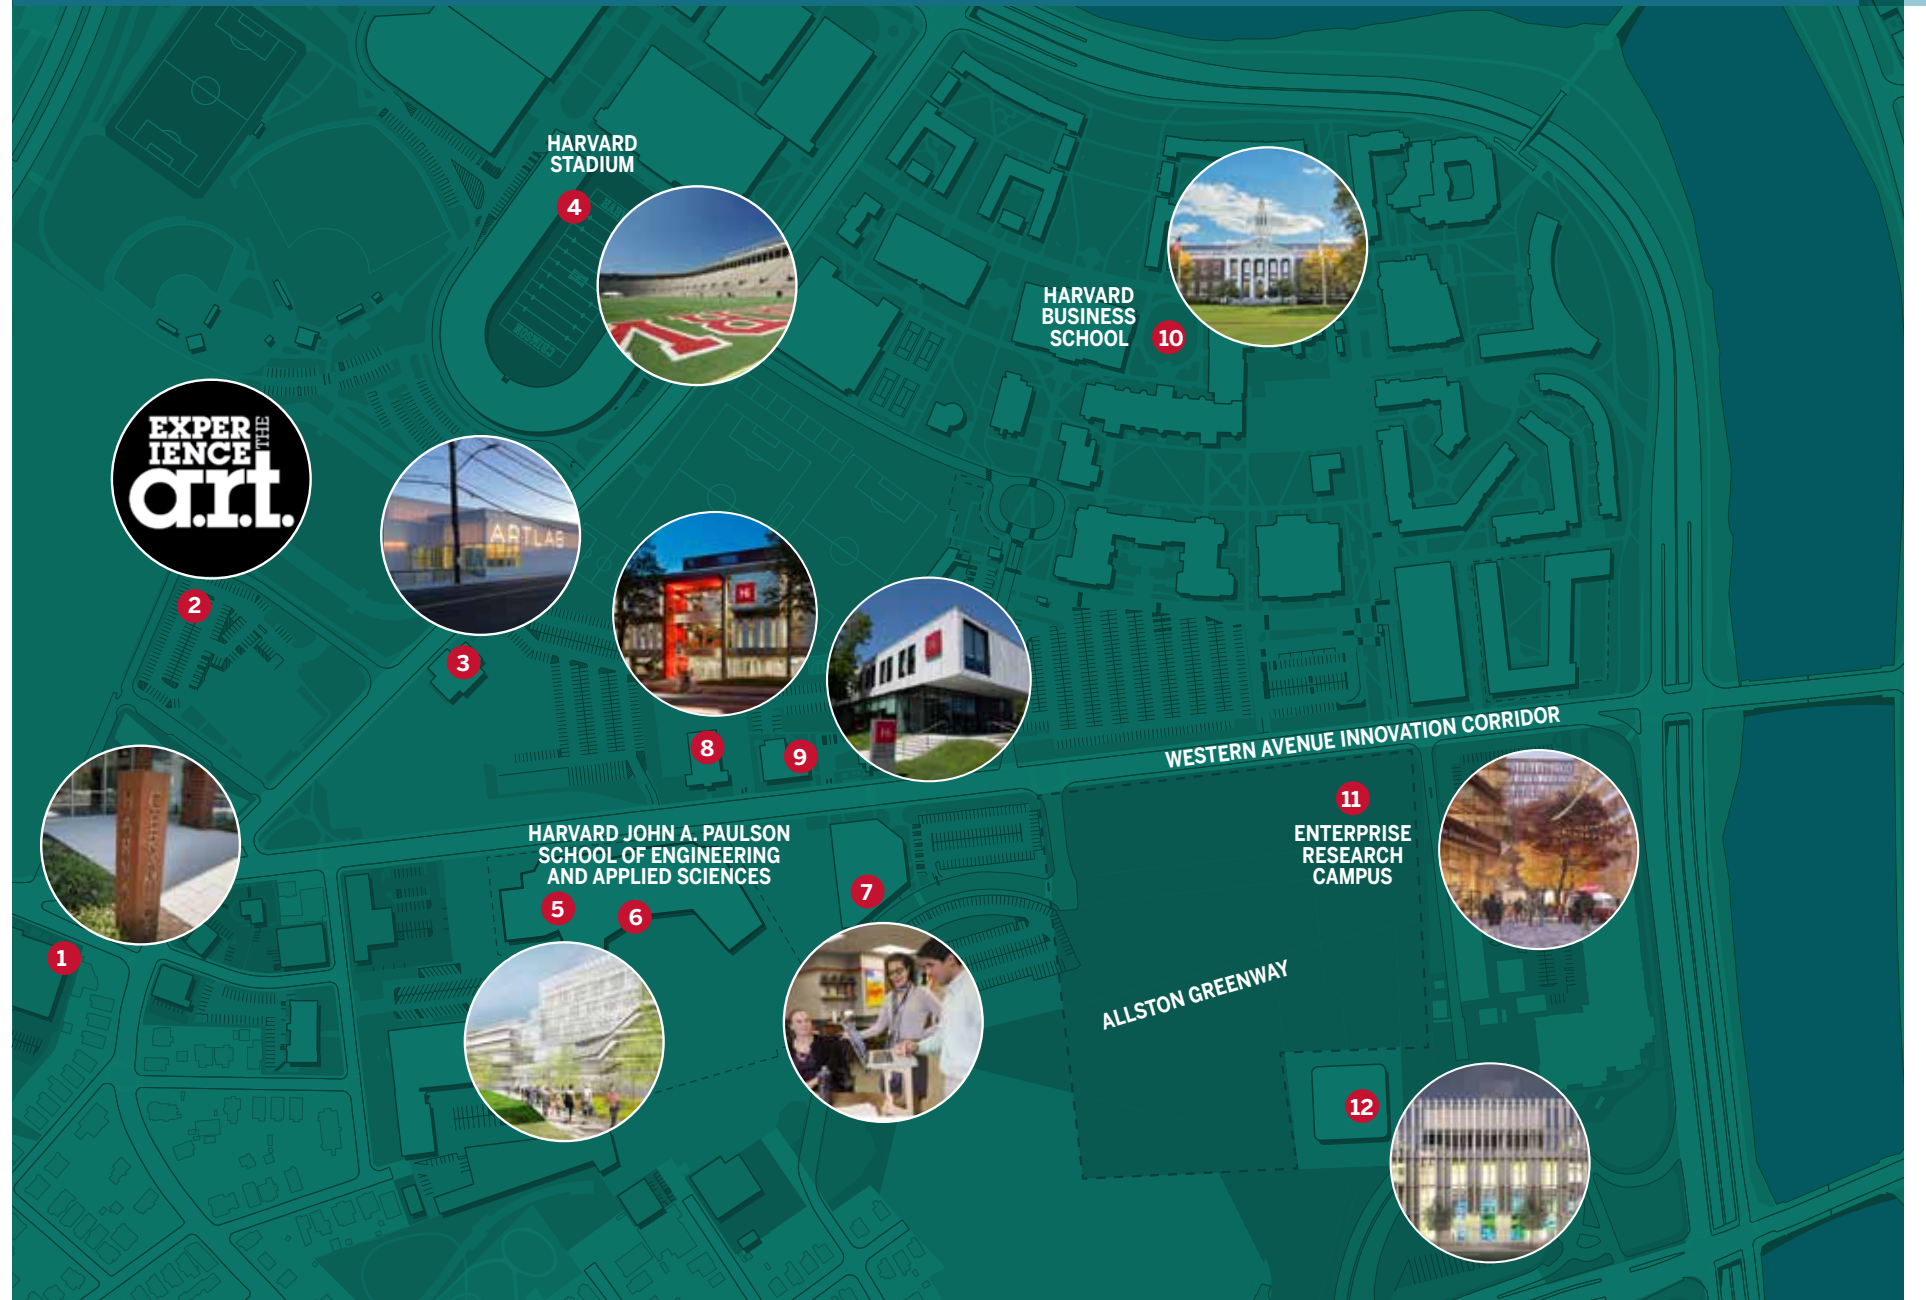 HARVARD
STADIUM
4
HARVARD
BUSINESS
SCHOOL
10
EXPER
IENCE
THE
a.r.t.
ARTLAB
2
3
8
9
WESTERN AVENUE INNOVATION CORRIDOR
11
ENTERPRISE
RESEARCH
CAMPUS
HARVARD JOHN A. PAULSON
SCHOOL OF ENGINEERING
AND APPLIED SCIENCES
5
6
7
1
ALLSTON GREENWAY
12
CRIMSON
Hi